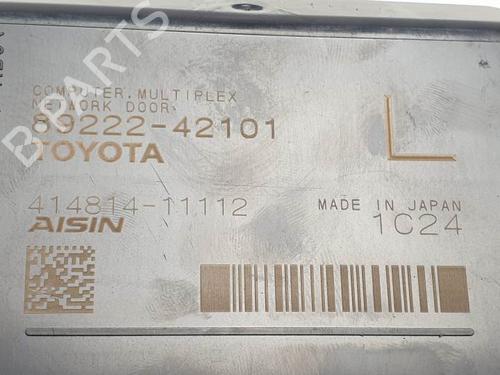 COMPUTER, MULTIPLEX
NETWORK DOOR
89222-42101
L
TOYOTA
414814-11112
MADE IN JAPAN
AISIN
1C24
B-PARTS